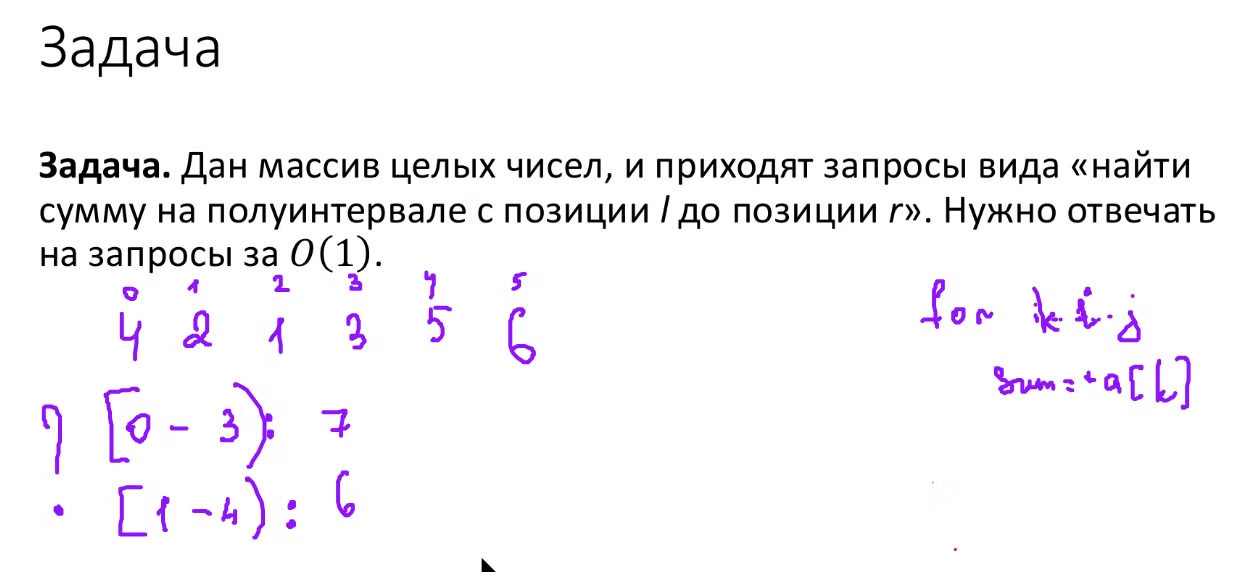 Задача
Задача. Дан массив целых чисел, и приходят запросы вида «найти
сумму на полуинтервале с позиции l до позиции r». Нужно отвечать
на запросы за O(1).
0 1 2 3 4 5
4 2 1 3 5 6
for k i..j
sum=+a[k]
? [0 - 3): 7
[1 - 4): 6